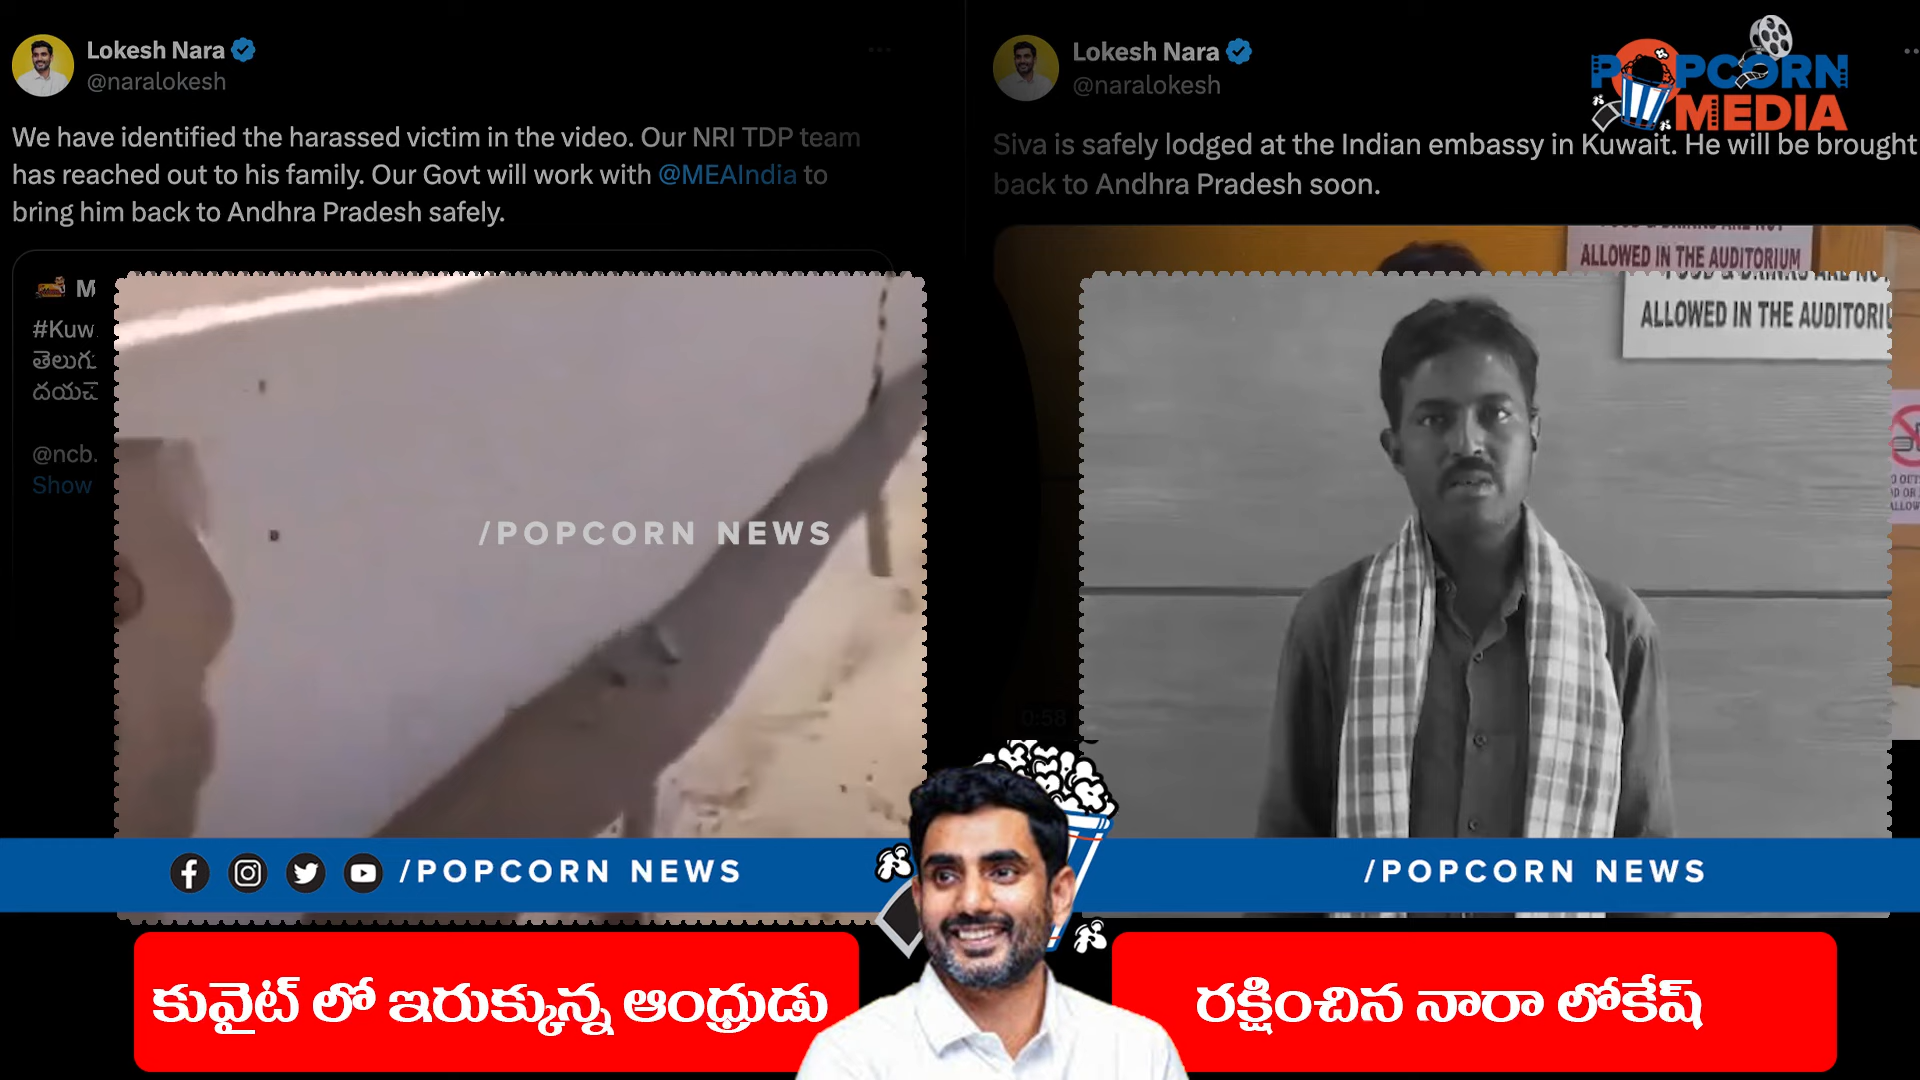 Lokesh Nara
@naralokesh
We have identified the harassed victim in the video. Our NRI TDP team
has reached out to his family. Our Govt will work with @MEAIndia to
bring him back to Andhra Pradesh safely.
#Kuw
@ncb.
Show
/POPCORN NEWS
Lokesh Nara
@naralokesh
POPCORN
MEDIA
Siva is safely lodged at the Indian embassy in Kuwait. He will be brought
back to Andhra Pradesh soon.
ALLOWED IN THE AUDITORIUM
ALLOWED IN THE AUDITORI
0:58
/POPCORN NEWS
/POPCORN NEWS
కువైట్ లో ఇరుక్కున్న ఆంధ్రుడు
రక్షించిన నారా లోకేష్